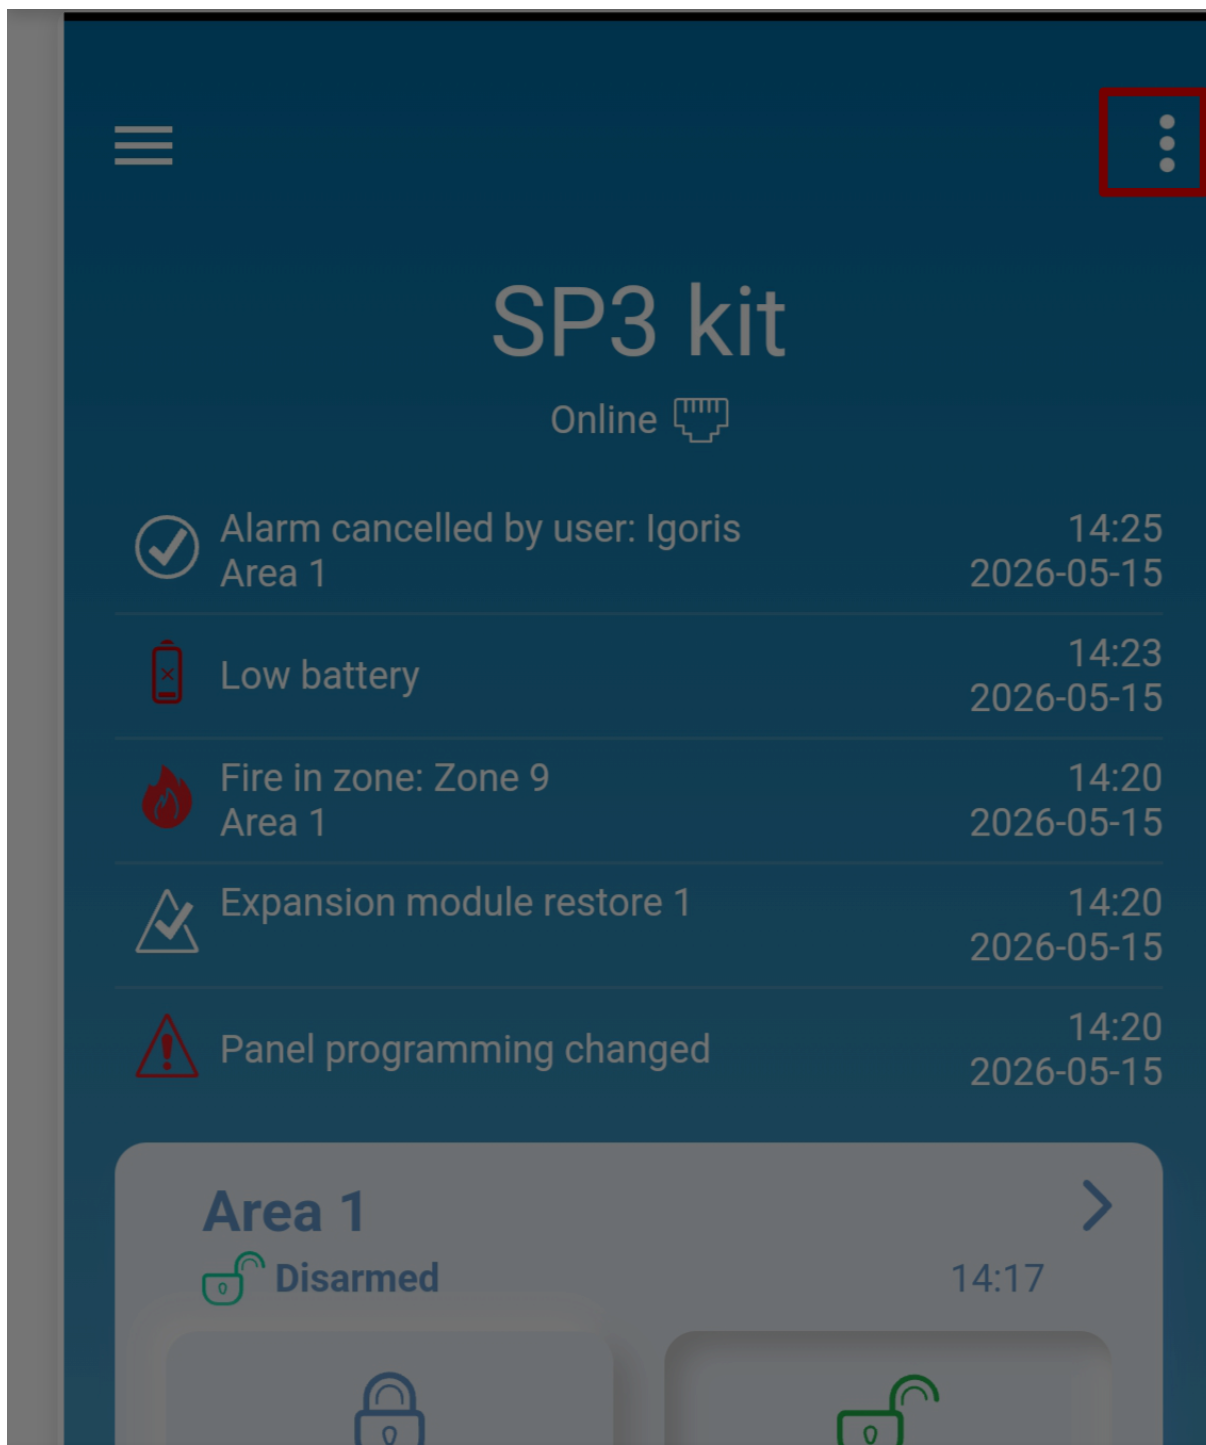 SP3 kit
Online
Alarm cancelled by user: Igoris
Area 1
14:25
2026-05-15
Low battery
14:23
2026-05-15
Fire in zone: Zone 9
Area 1
14:20
2026-05-15
Expansion module restore 1
14:20
2026-05-15
Panel programming changed
14:20
2026-05-15
Area 1
Disarmed
14:17